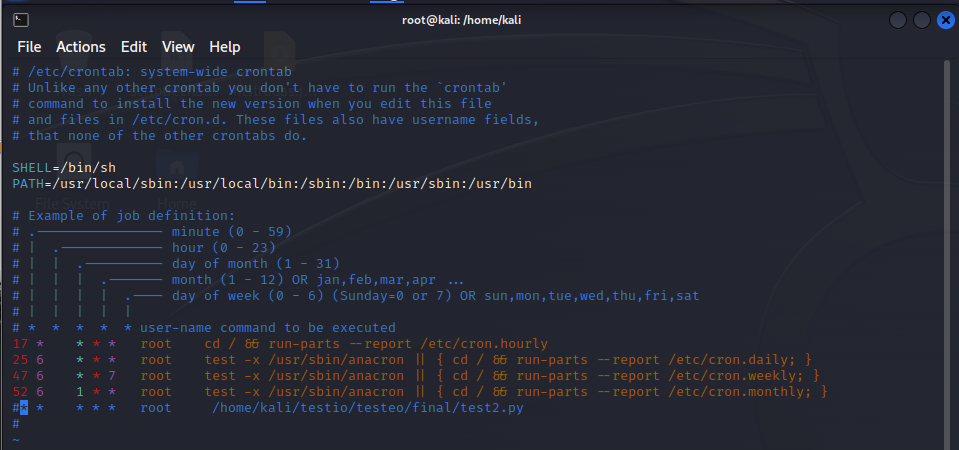 root@kali: /home/kali
File Actions Edit View Help
# /etc/crontab: system-wide crontab
# Unlike any other crontab you don't have to run the `crontab'
# command to install the new version when you edit this file
# and files in /etc/cron.d. These files also have username fields,
# that none of the other crontabs do.
SHELL=/bin/sh
PATH=/usr/local/sbin:/usr/local/bin:/sbin:/bin:/usr/sbin:/usr/bin
File System Home
# Example of job definition:
# .---------------- minute (0 - 59)
# |  .------------- hour (0 - 23)
# |  |  .---------- day of month (1 - 31)
# |  |  |  .------- month (1 - 12) OR jan,feb,mar,apr ...
# |  |  |  |  .---- day of week (0 - 6) (Sunday=0 or 7) OR sun,mon,tue,wed,thu,fri,sat
# |  |  |  |  |
# *  *  *  *  * user-name command to be executed
17 *    * * *   root    cd / && run-parts --report /etc/cron.hourly
25 6    * * *   root    test -x /usr/sbin/anacron || { cd / && run-parts --report /etc/cron.daily; }
47 6    * * 7   root    test -x /usr/sbin/anacron || { cd / && run-parts --report /etc/cron.weekly; }
52 6    1 * *   root    test -x /usr/sbin/anacron || { cd / && run-parts --report /etc/cron.monthly; }
#* *    * * *   root     /home/kali/testio/testeo/final/test2.py
#
~